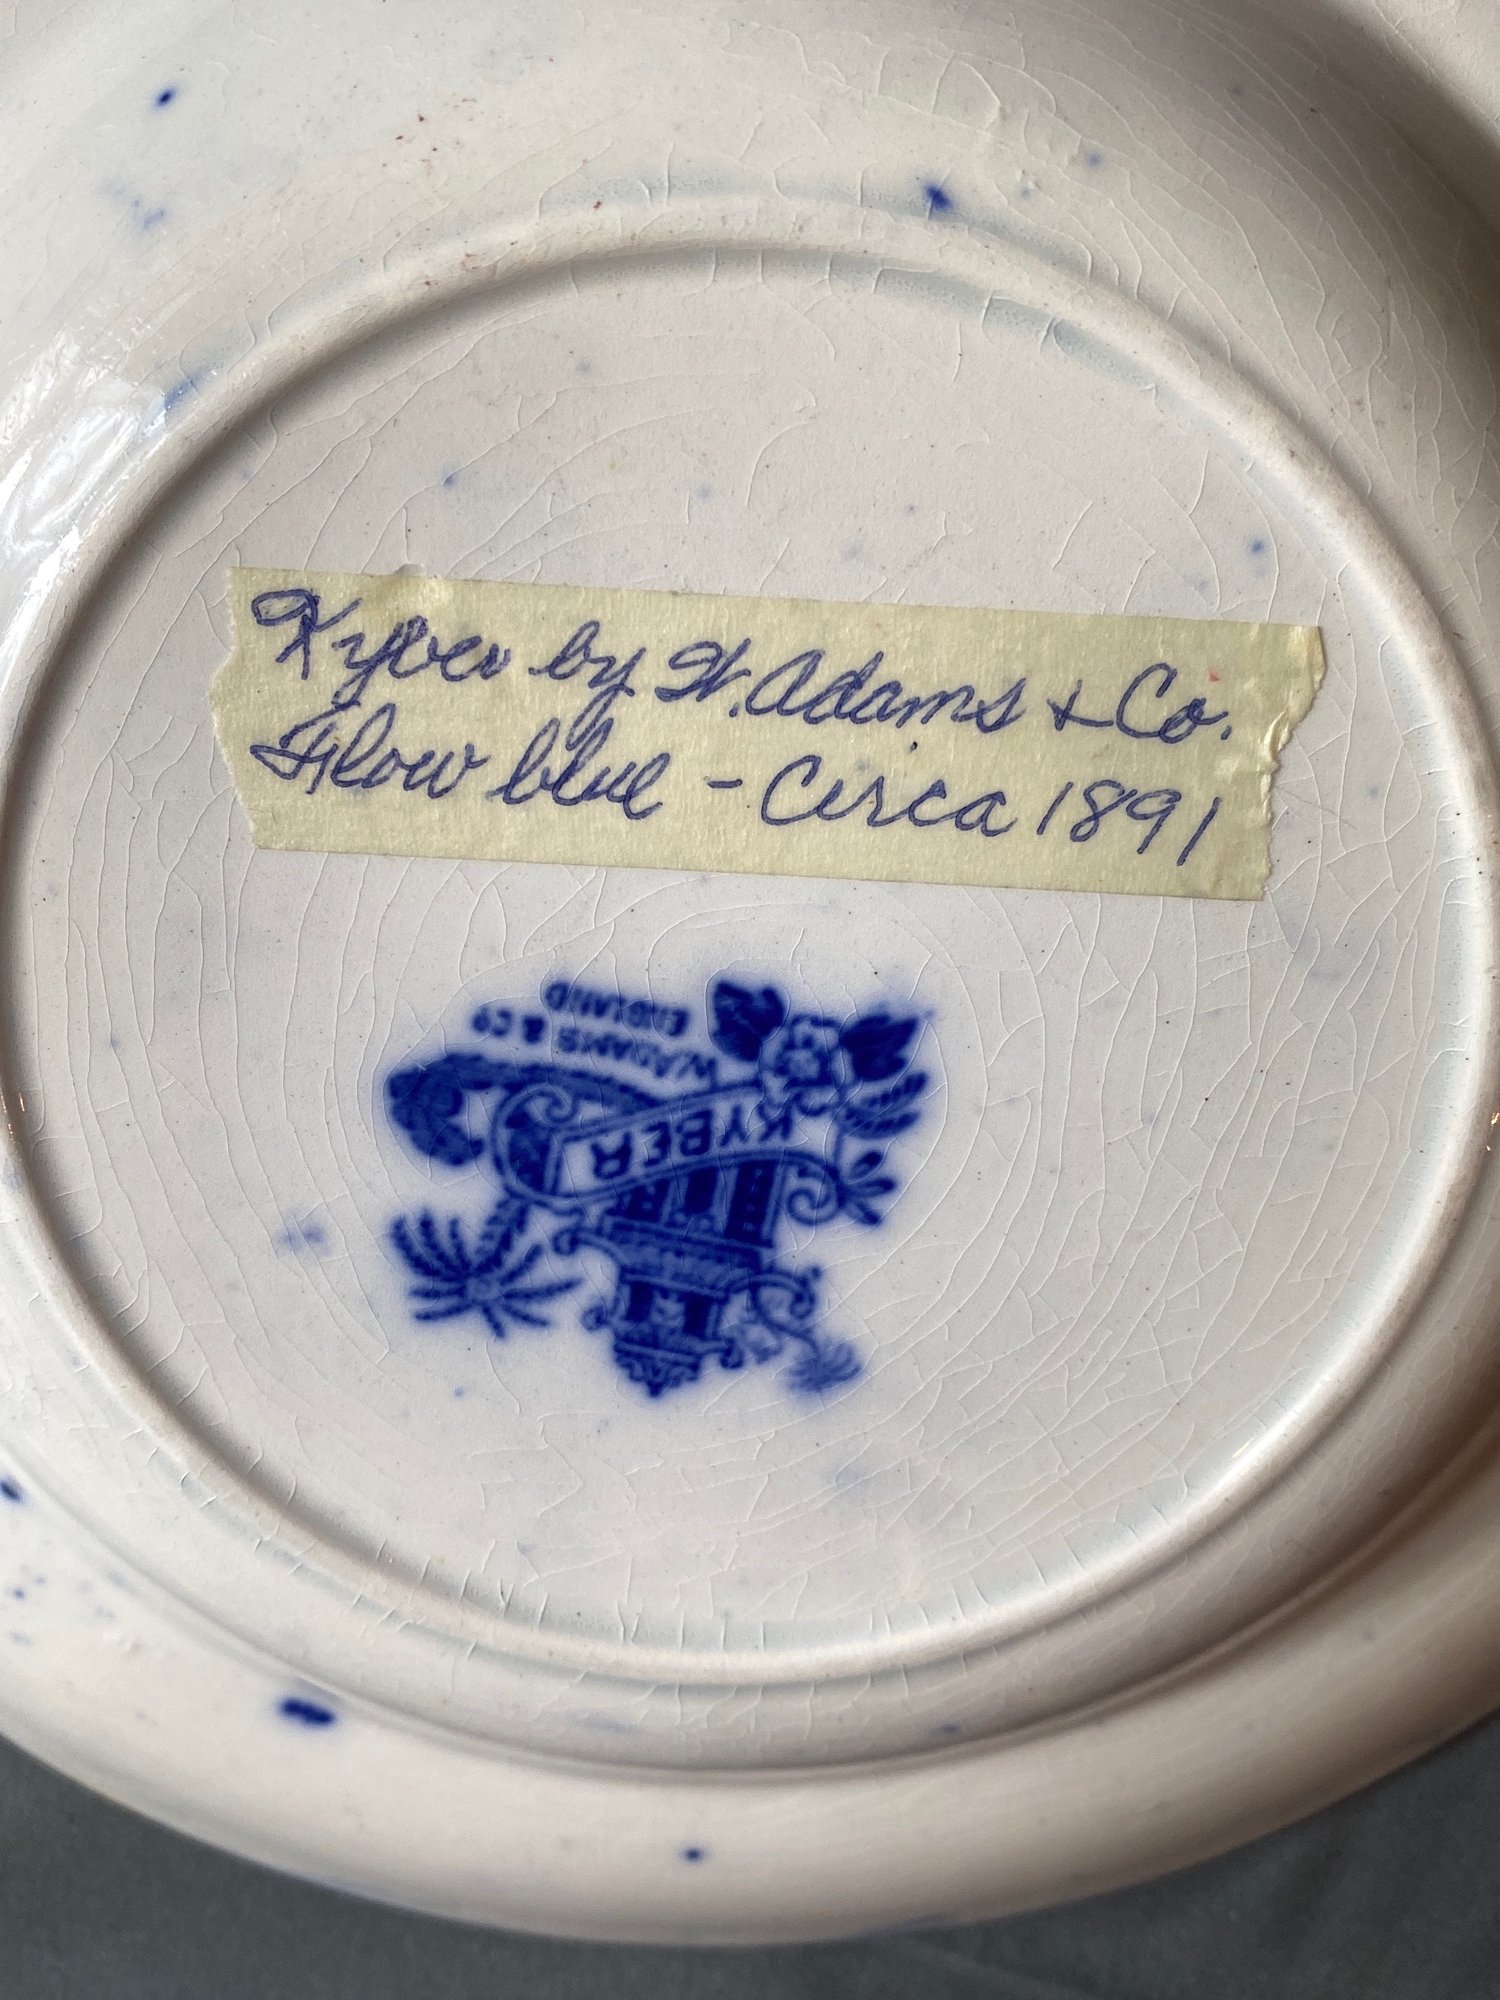 Kyber by W. Adams & Co.
Flow blue - Circa 1891
KYBER
W. ADAMS & Cº
ENGLAND